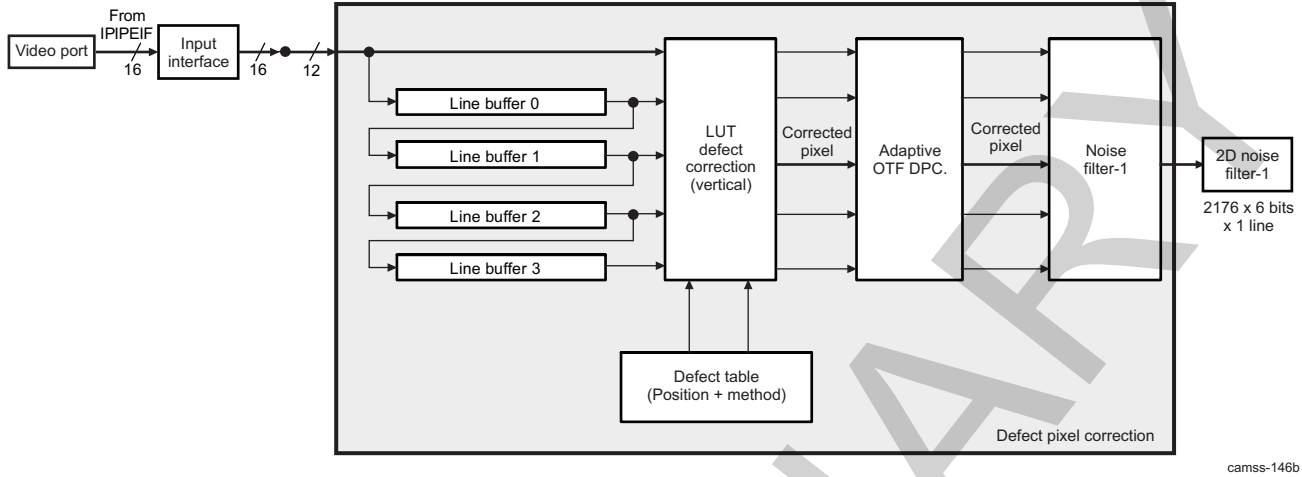 From
IPIPEIF
Video port
16
Input
interface
16
12
Line buffer 0
Line buffer 1
Line buffer 2
Line buffer 3
LUT
defect
correction
(vertical)
Corrected
pixel
Adaptive
OTF DPC.
Corrected
pixel
Noise
filter-1
2D noise
filter-1
2176 x 6 bits
x 1 line
Defect table
(Position + method)
Defect pixel correction
camss-146b
ARY